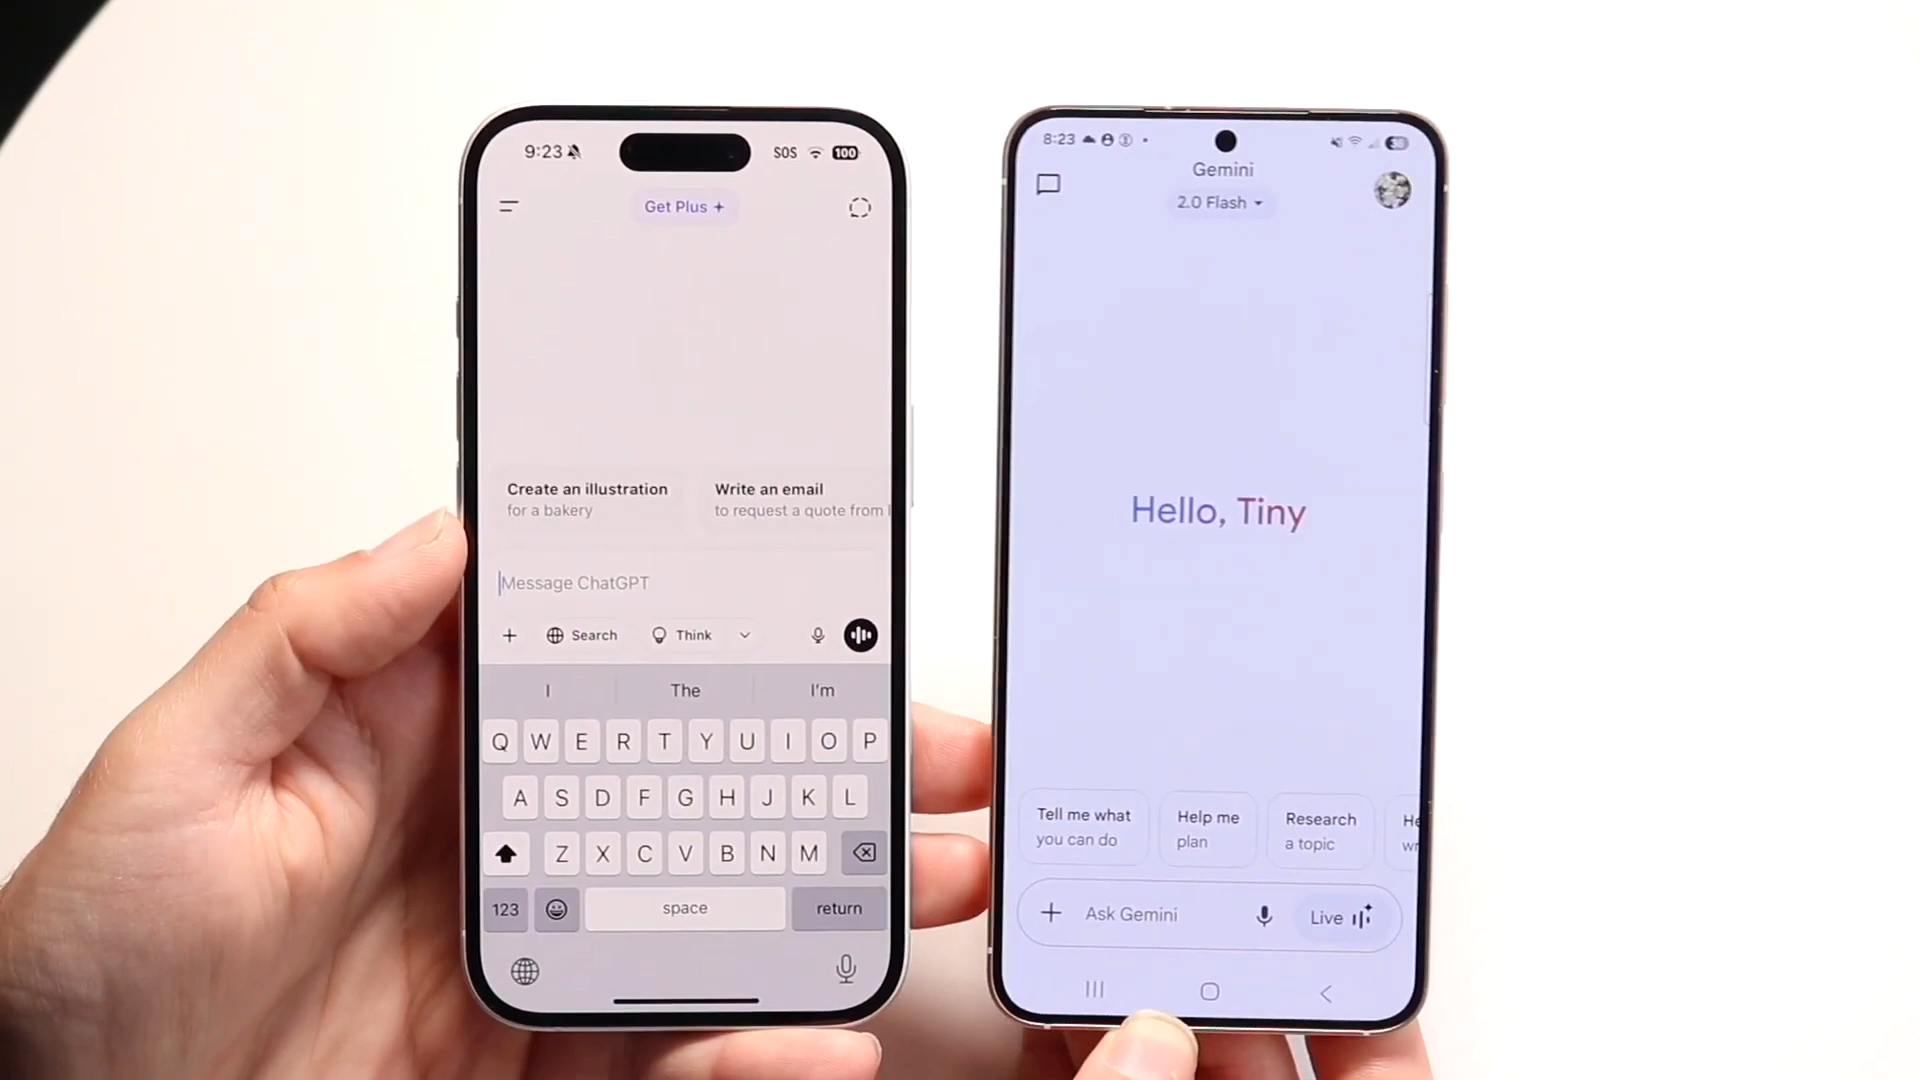 9:23
SOS
100
Get Plus +
Create an illustration
for a bakery
Write an email
to request a quote from l
Message ChatGPT
+ Search Think
I The I'm
Q W E R T Y U I O P
A S D F G H J K L
Z X C V B N M
123 space return
8:23
Gemini
2.0 Flash
Hello, Tiny
Tell me what
you can do
Help me
plan
Research
a topic
He
wr
+ Ask Gemini Live